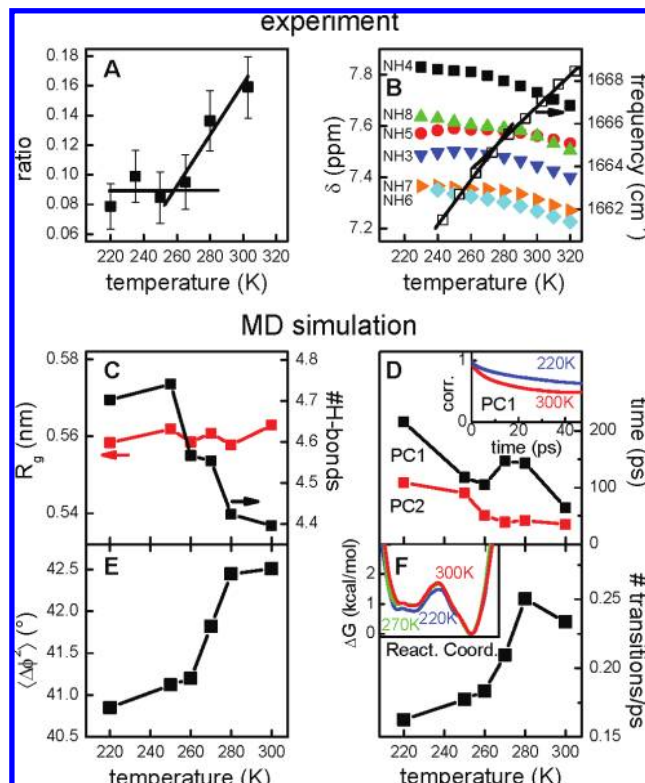 experiment
A
0.18
0.16
0.14
0.12
0.10
0.08
0.06
ratio
220 240 260 280 300 320
temperature (K)
B
7.8
7.6
7.4
7.2
δ (ppm)
NH4
NH8
NH5
NH3
NH7
NH6
1668
1666
1664
1662
frequency (cm⁻¹)
220 240 260 280 300 320
temperature (K)
MD simulation
C
0.58
0.56
0.54
Rg (nm)
4.8
4.7
4.6
4.5
4.4
#H-bonds
D
1
0
corr.
220K
300K
PC1
0 20 40
time (ps)
PC1
PC2
200
100
0
time (ps)
E
42.5
42.0
41.5
41.0
40.5
⟨Δϕ²⟩ (°)
220 240 260 280 300
temperature (K)
F
2
1
0
ΔG (kcal/mol)
300K
270K
220K
React. Coord.
0.25
0.20
0.15
# transitions/ps
220 240 260 280 300
temperature (K)